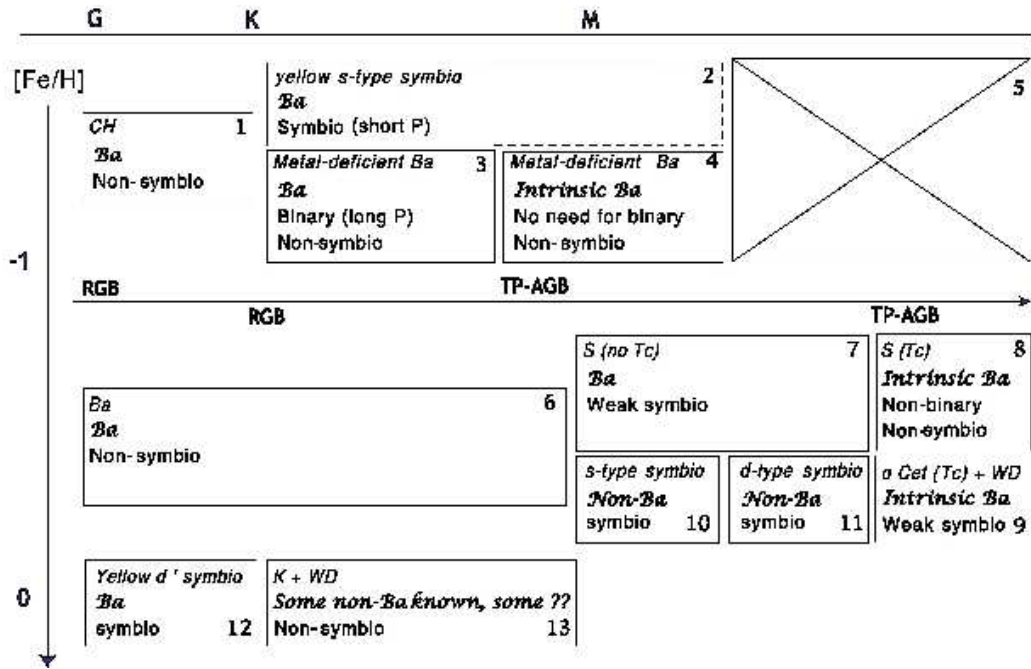 G K M
[Fe/H]
CH 1
Ba
Non-symbio
yellow s-type symbio 2
Ba
Symbio (short P)
Metal-deficient Ba 3
Ba
Binary (long P)
Non-symbio
Metal-deficient Ba 4
Intrinsic Ba
No need for binary
Non-symbio
5
-1
RGB TP-AGB
RGB TP-AGB
S (no Tc) 7
Ba
Weak symbio
S (Tc) 8
Intrinsic Ba
Non-binary
Non-symbio
Ba 6
Ba
Non-symbio
s-type symbio
Non-Ba
symbio 10
d-type symbio
Non-Ba
symbio 11
o Cet (Tc) + WD
Intrinsic Ba
Weak symbio 9
0
Yellow d ' symbio
Ba
symbio 12
K + WD
Some non-Ba known, some ??
Non-symbio 13